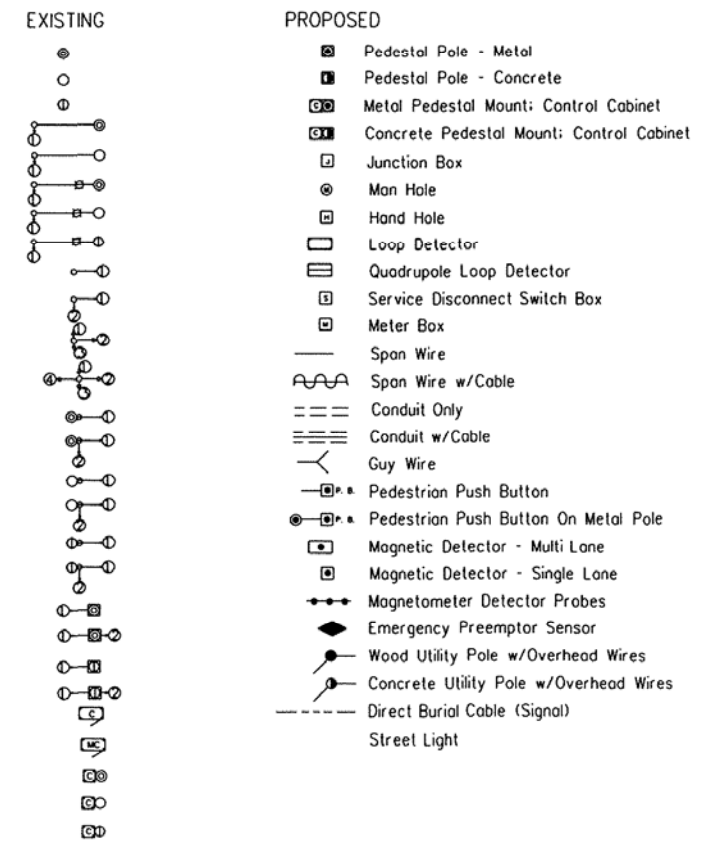 EXISTING PROPOSED
Pedestal Pole - Metal
Pedestal Pole - Concrete
C Metal Pedestal Mount; Control Cabinet
C Concrete Pedestal Mount; Control Cabinet
J Junction Box
M Man Hole
H Hand Hole
Loop Detector
Quadrupole Loop Detector
S Service Disconnect Switch Box
M Meter Box
Span Wire
Span Wire w/Cable
Conduit Only
Conduit w/Cable
Guy Wire
P. B. Pedestrian Push Button
P. B. Pedestrian Push Button On Metal Pole
Magnetic Detector - Multi Lane
Magnetic Detector - Single Lane
Magnetometer Detector Probes
Emergency Preemptor Sensor
Wood Utility Pole w/Overhead Wires
Concrete Utility Pole w/Overhead Wires
C Direct Burial Cable (Signal)
MC Street Light
C
C
C